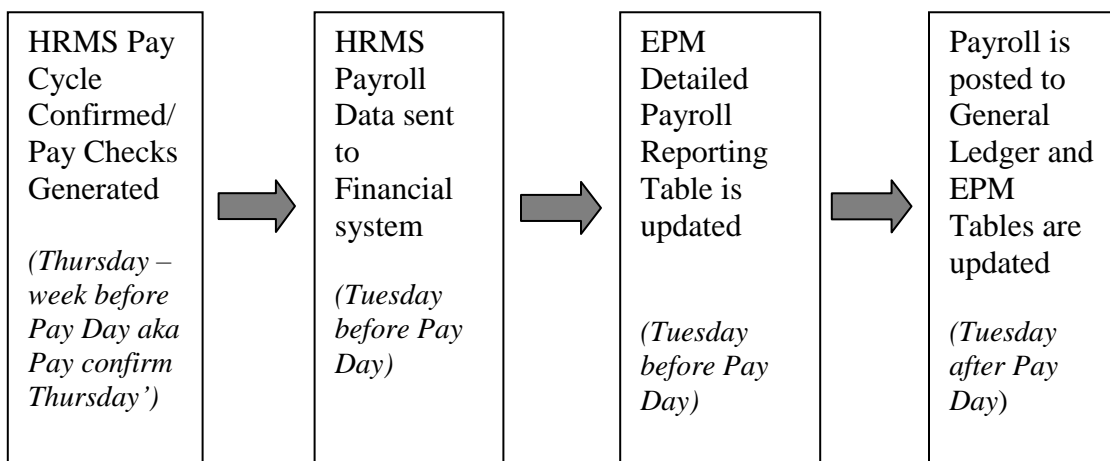 HRMS Pay
Cycle
Confirmed/
Pay Checks
Generated
(Thursday –
week before
Pay Day aka
Pay confirm
Thursday’)
HRMS
Payroll
Data sent
to
Financial
system
(Tuesday
before Pay
Day)
EPM
Detailed
Payroll
Reporting
Table is
updated
(Tuesday
before Pay
Day)
Payroll is
posted to
General
Ledger and
EPM
Tables are
updated
(Tuesday
after Pay
Day)